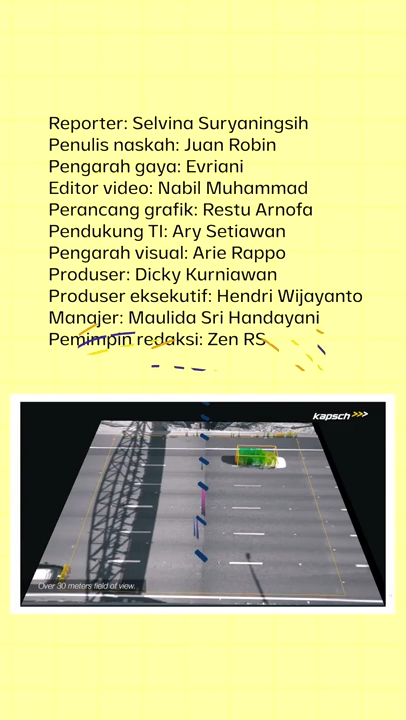 Reporter: Selvina Suryaningsih
Penulis naskah: Juan Robin
Pengarah gaya: Evriani
Editor video: Nabil Muhammad
Perancang grafik: Restu Arnofa
Pendukung TI: Ary Setiawan
Pengarah visual: Arie Rappo
Produser: Dicky Kurniawan
Produser eksekutif: Hendri Wijayanto
Manajer: Maulida Sri Handayani
Pemimpin redaksi: Zen RS
kapsch >>>
Over 30 meters field of view.